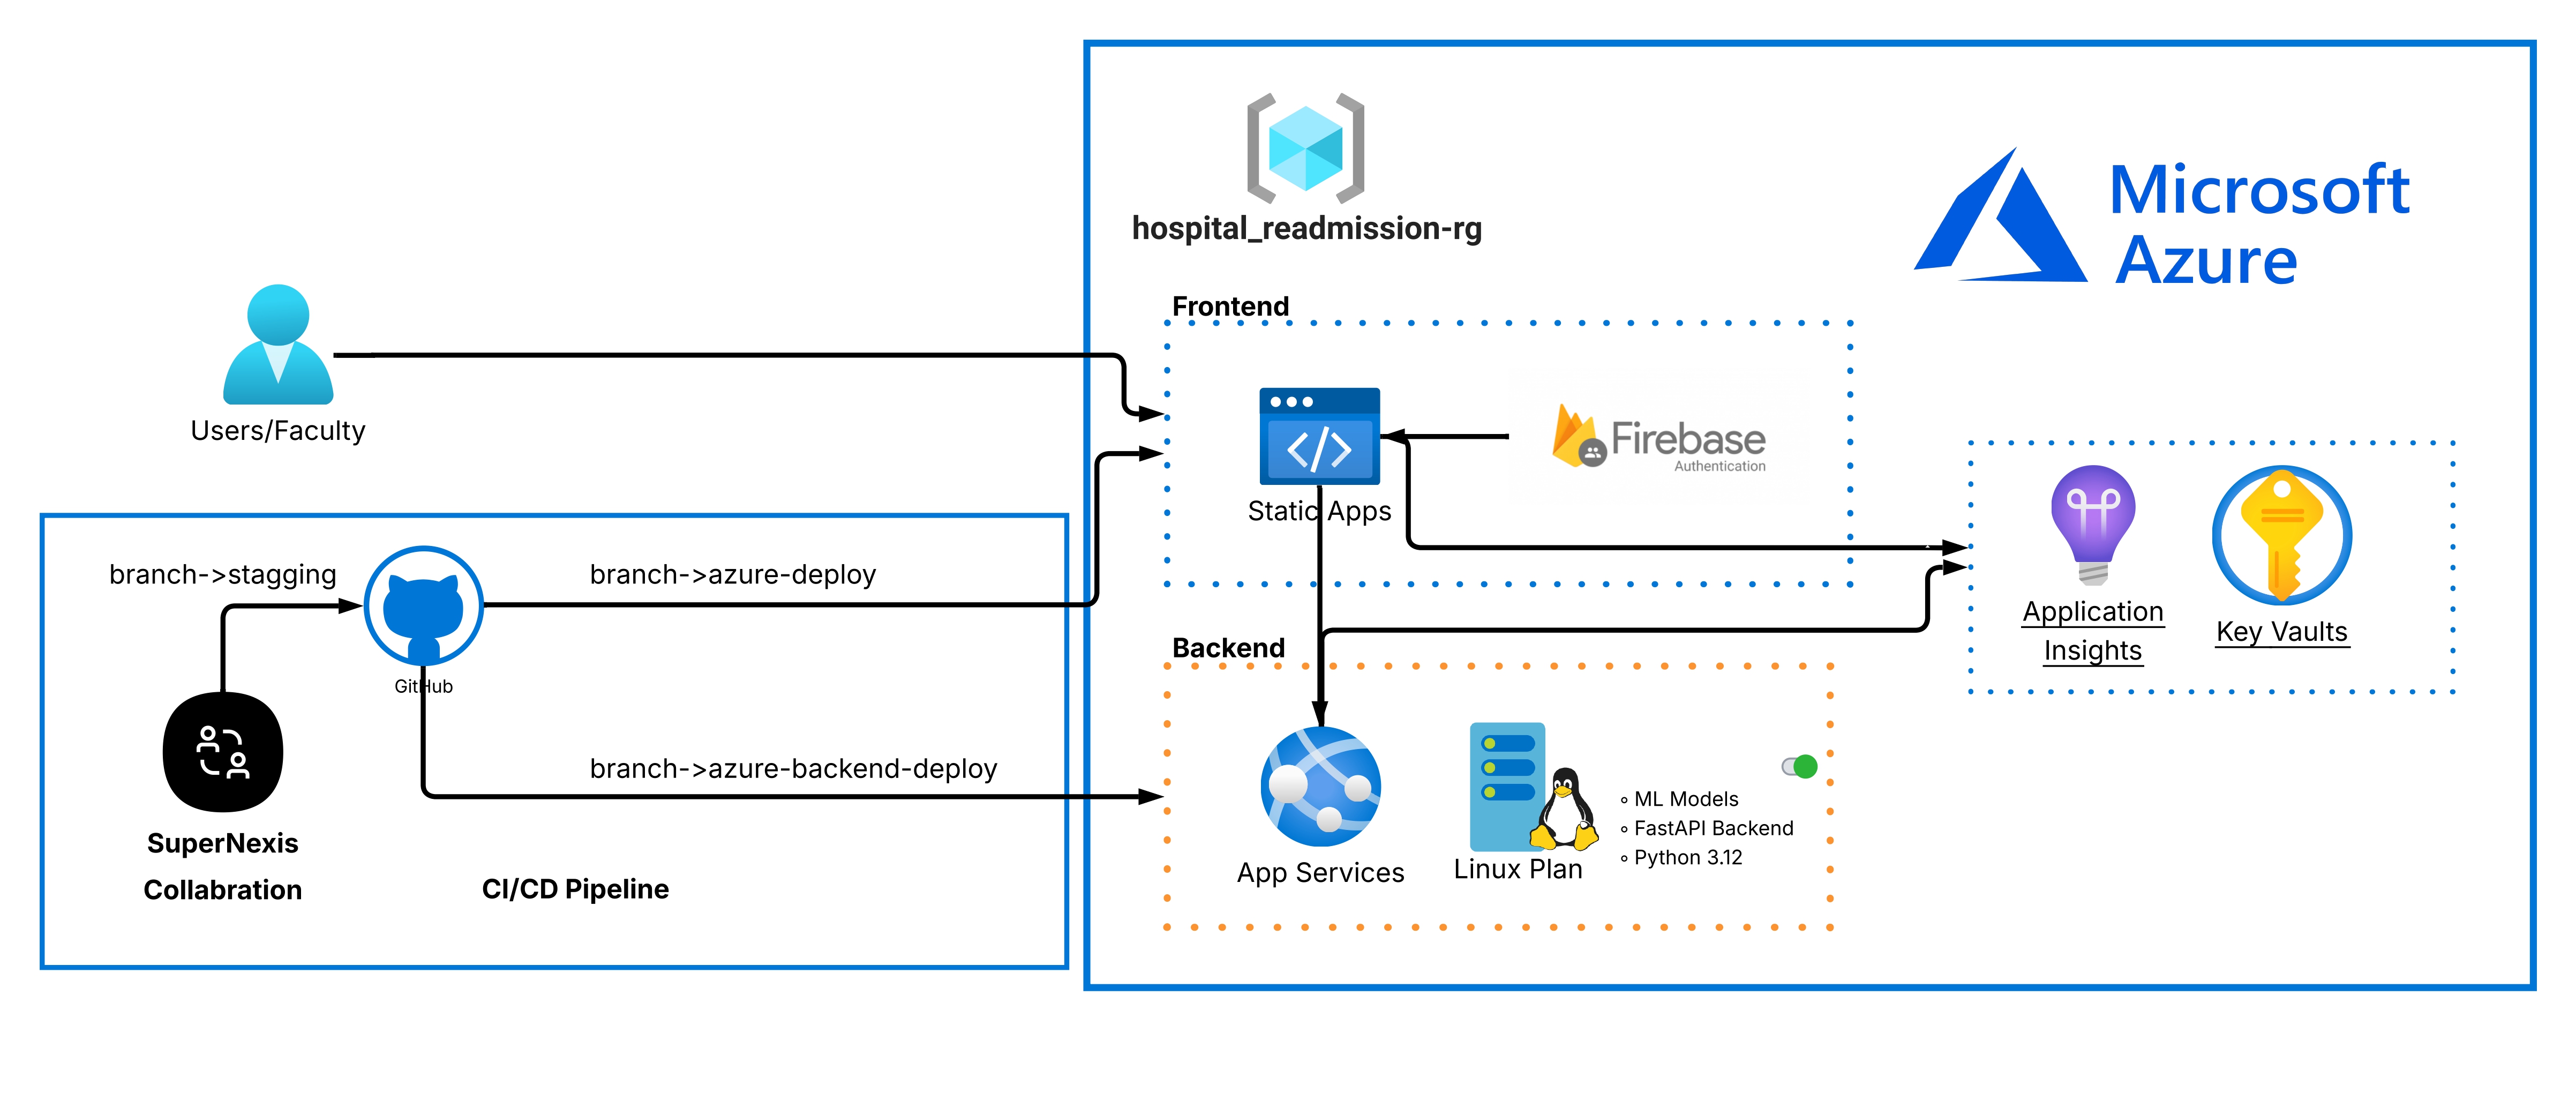 hospital_readmission-rg
Microsoft
Azure
Frontend
Users/Faculty
Firebase
Authentication
Static Apps
branch->stagging
branch->azure-deploy
Application
Insights
Key Vaults
Backend
GitHub
branch->azure-backend-deploy
ML Models
FastAPI Backend
Python 3.12
App Services
Linux Plan
SuperNexis
Collabration
CI/CD Pipeline